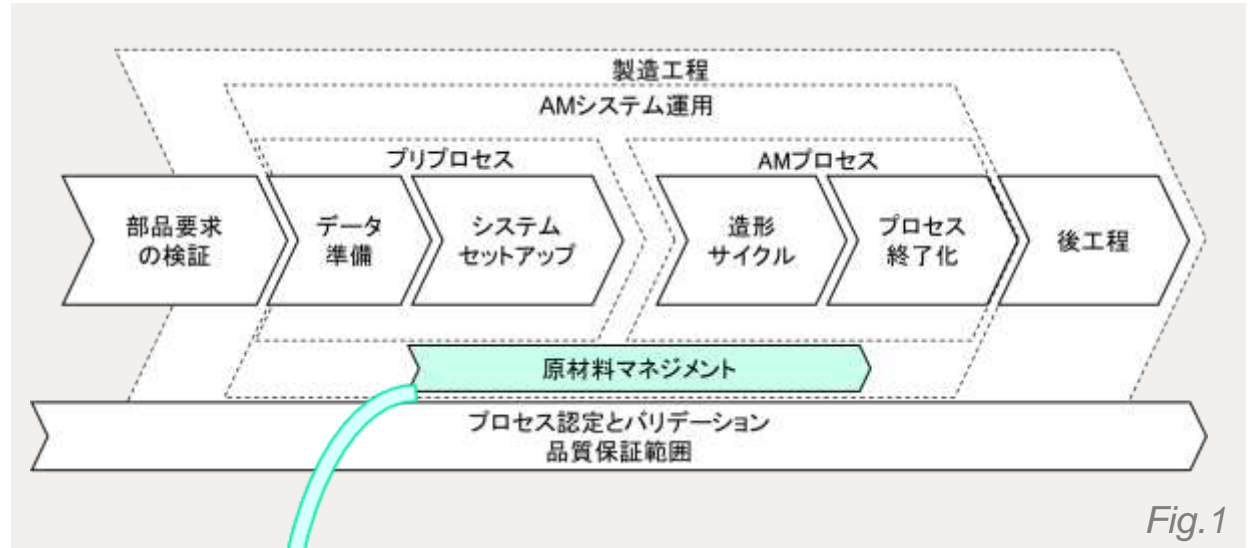 製造工程
AMシステム運用
プリプロセス
AMプロセス
部品要求
の検証
データ
準備
システム
セットアップ
造形
サイクル
プロセス
終了化
後工程
原材料マネジメント
プロセス認定とバリデーション
品質保証範囲
Fig.1